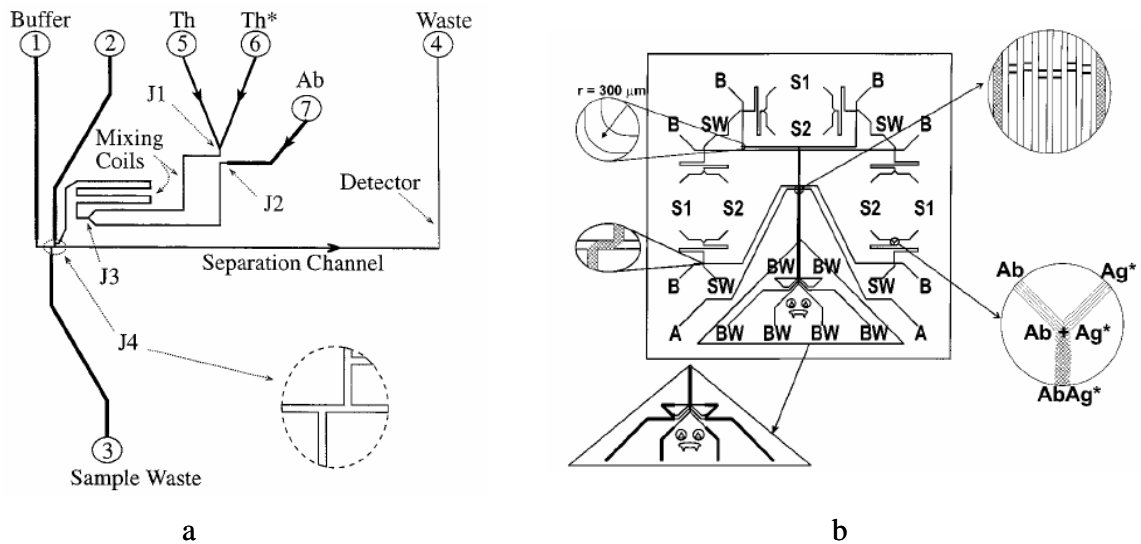 Buffer
1
2
Th
5
Th*
6
Waste
4
Ab
7
J1
Mixing
Coils
J2
Detector
J3
Separation Channel
J4
3
Sample Waste
a
r = 300 µm
B
S1
B
B
SW
S2
SW
B
S1
S2
S2
S1
BW
BW
B
SW
SW
B
A
BW
BW
BW
BW
A
Ab
Ag*
Ab + Ag*
AbAg*
b